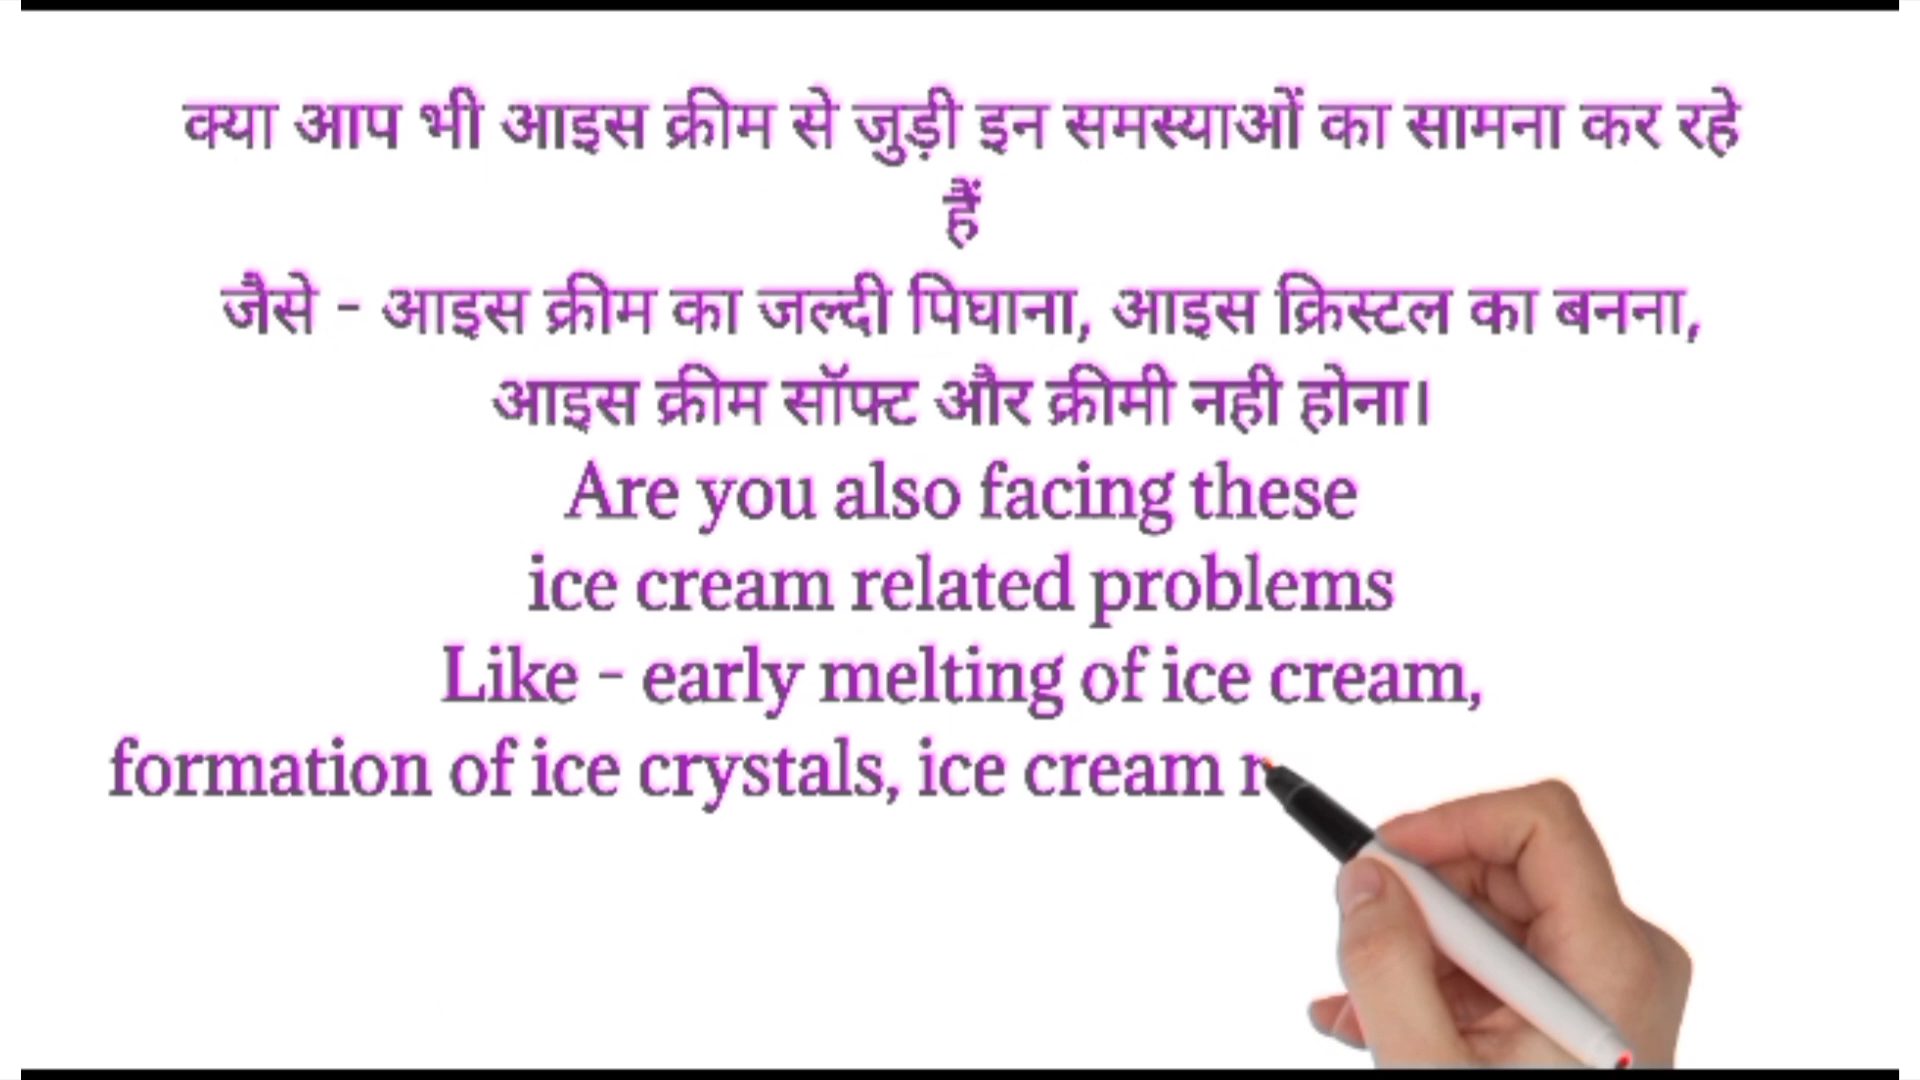 क्या आप भी आइस क्रीम से जुड़ी इन समस्याओं का सामना कर रहे
हैं
जैसे - आइस क्रीम का जल्दी पिघाना, आइस क्रिस्टल का बनना,
आइस क्रीम सॉफ्ट और क्रीमी नही होना।
Are you also facing these
ice cream related problems
Like - early melting of ice cream,
formation of ice crystals, ice cream